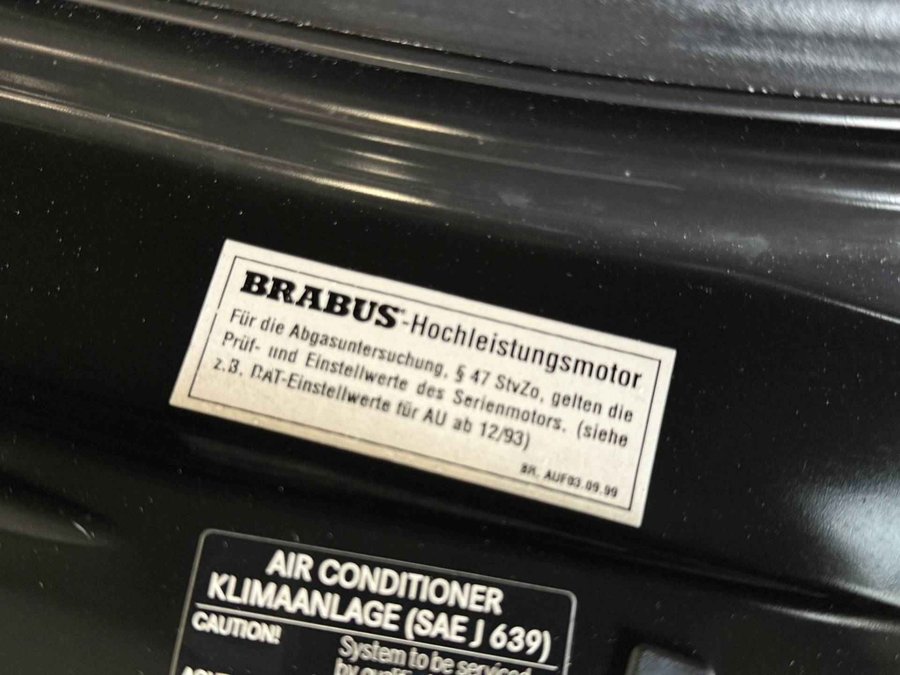 BRABUS®-Hochleistungsmotor
Für die Abgasuntersuchung, § 47 StvZo, gelten die
Prüf- und Einstellwerte des Serienmotors, (siehe
z.B. DAT-Einstellwerte für AU ab 12/93)
BR. AUF03.09.99
AIR CONDITIONER
KLIMAANLAGE (SAE J 639)
CAUTION!
System to be serviced
by